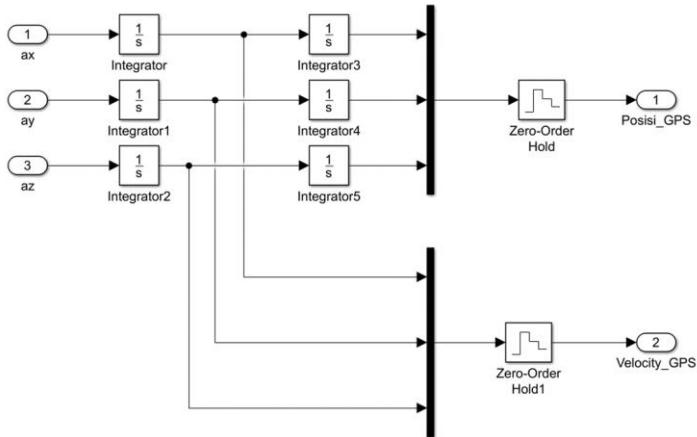 1
ax
1
s
Integrator
1
s
Integrator3
2
ay
1
s
Integrator1
1
s
Integrator4
Zero-Order
Hold
1
Posisi_GPS
3
az
1
s
Integrator2
1
s
Integrator5
Zero-Order
Hold1
2
Velocity_GPS